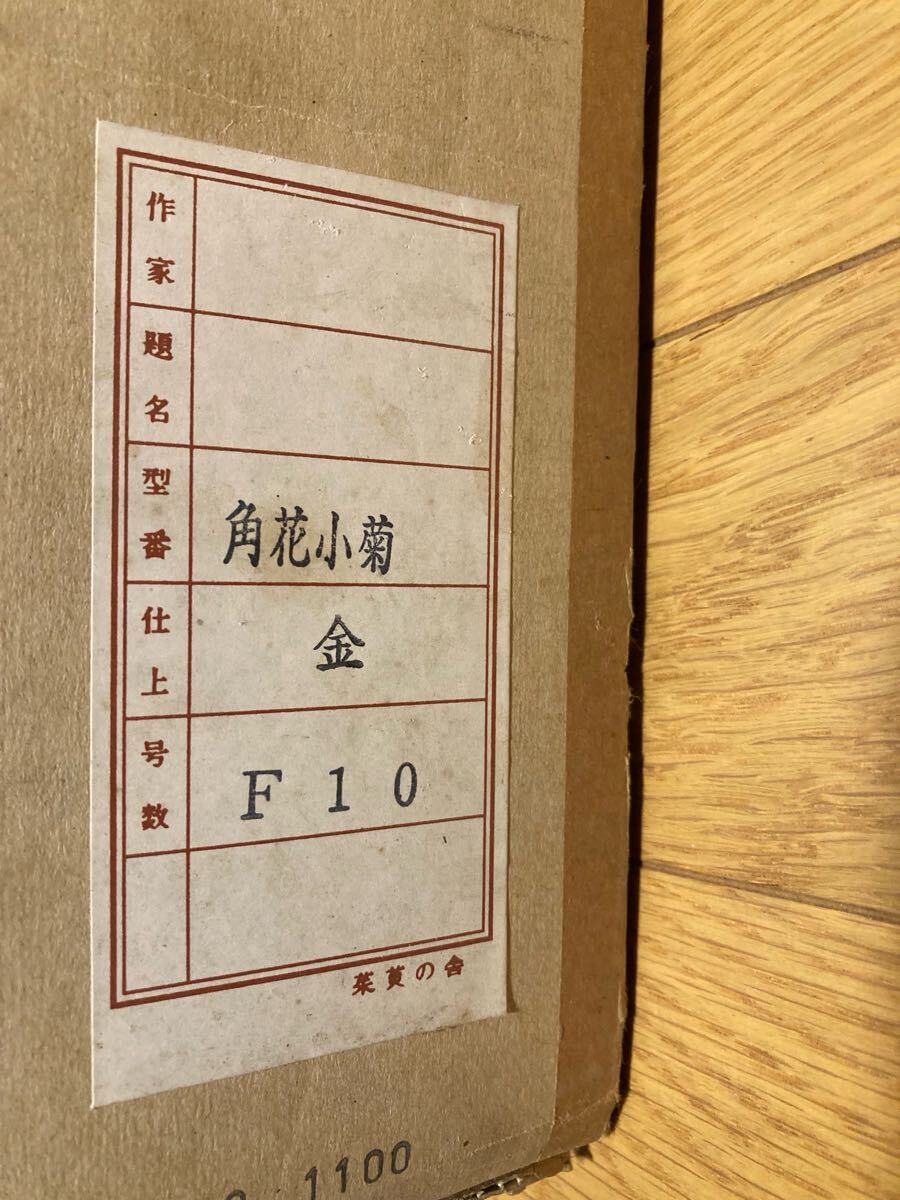 作家
題名
型番 角花小菊
仕上 金
号数 F10
茱萸の舎
1100